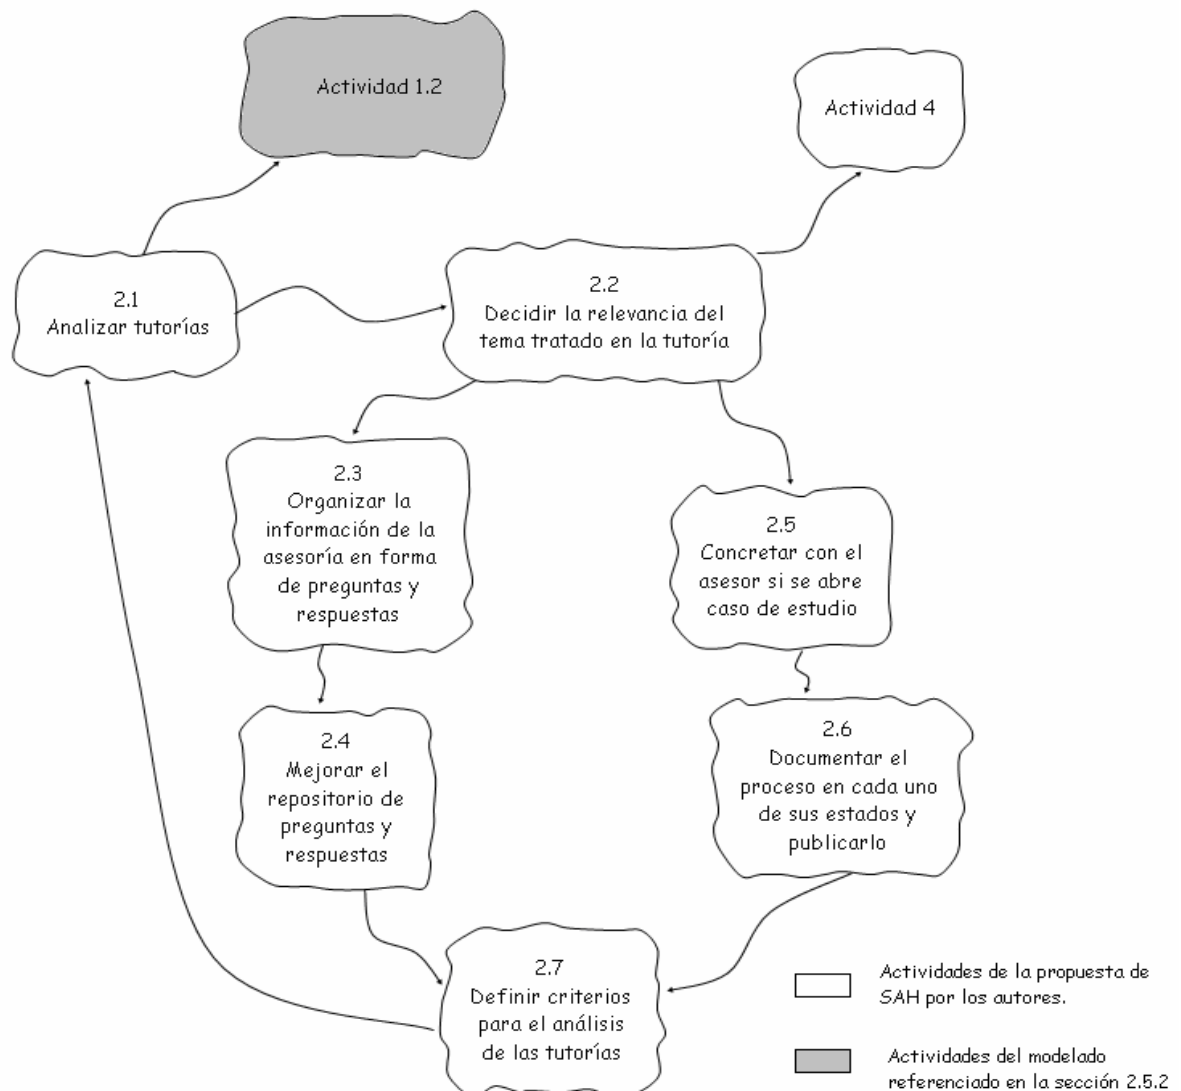 Actividad 1.2
Actividad 4
2.1
Analizar tutorías
2.2
Decidir la relevancia del
tema tratado en la tutoría
2.3
Organizar la
información de la
asesoría en forma
de preguntas y
respuestas
2.5
Concretar con el
asesor si se abre
caso de estudio
2.4
Mejorar el
repositorio de
preguntas y
respuestas
2.6
Documentar el
proceso en cada uno
de sus estados y
publicarlo
2.7
Definir criterios
para el análisis
de las tutorías
Actividades de la propuesta de
SAH por los autores.
Actividades del modelado
referenciado en la sección 2.5.2